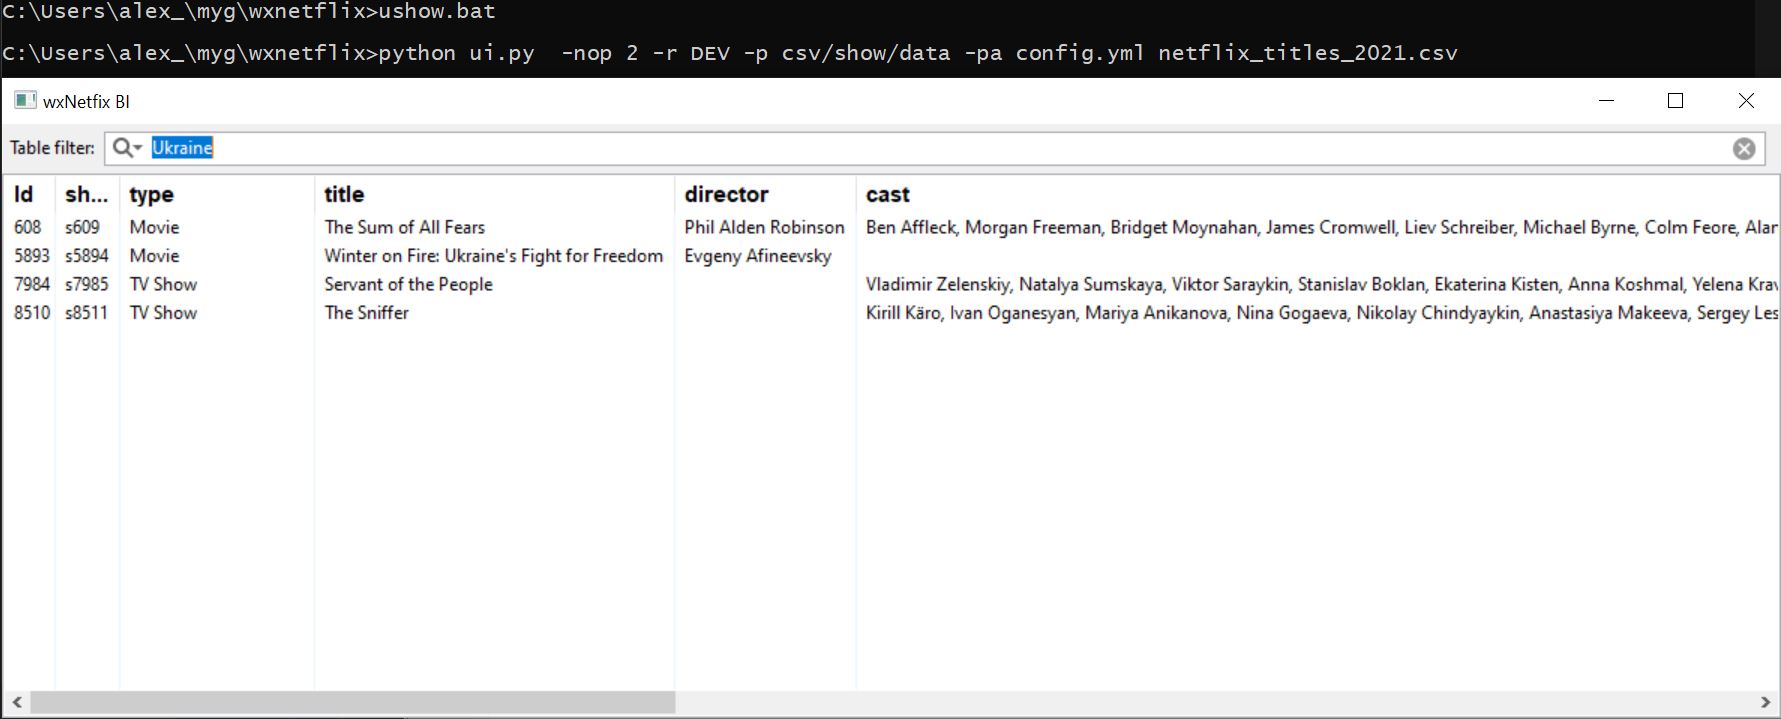 C:\Users\alex_\myg\wxnetflix>ushow.bat
C:\Users\alex_\myg\wxnetflix>python ui.py  -nop 2 -r DEV -p csv/show/data -pa config.yml netflix_titles_2021.csv
wxNetfix BI
Table filter: Ukraine
Id sh... type title director cast
608 s609 Movie The Sum of All Fears Phil Alden Robinson Ben Affleck, Morgan Freeman, Bridget Moynahan, James Cromwell, Liev Schreiber, Michael Byrne, Colm Feore, Alan
5893 s5894 Movie Winter on Fire: Ukraine's Fight for Freedom Evgeny Afineevsky
7984 s7985 TV Show Servant of the People Vladimir Zelenskiy, Natalya Sumskaya, Viktor Saraykin, Stanislav Boklan, Ekaterina Kisten, Anna Koshmal, Yelena Krav
8510 s8511 TV Show The Sniffer Kirill Käro, Ivan Oganesyan, Mariya Anikanova, Nina Gogaeva, Nikolay Chindyaykin, Anastasiya Makeeva, Sergey Les